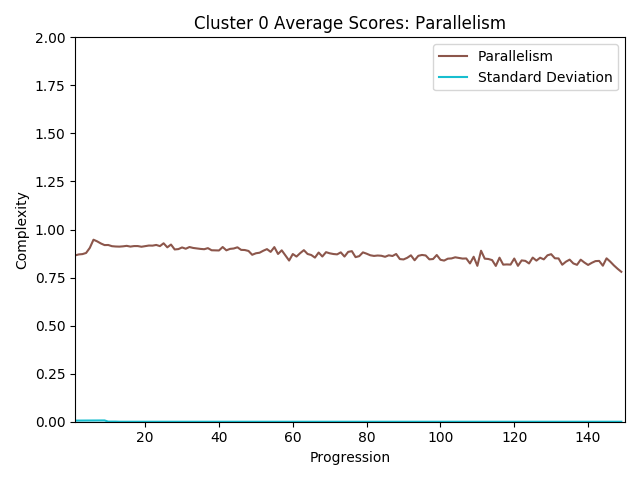 Cluster 0 Average Scores: Parallelism
2.00
1.75
1.50
1.25
1.00
0.75
0.50
0.25
0.00
Complexity
Parallelism
Standard Deviation
20 40 60 80 100 120 140
Progression